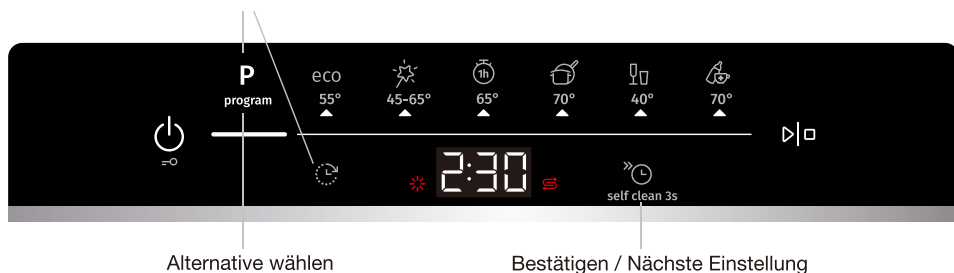 P
program
eco
1h
55° 45-65° 65° 70° 40° 70°
2:30
self clean 3s
Alternative wählen
Bestätigen / Nächste Einstellung